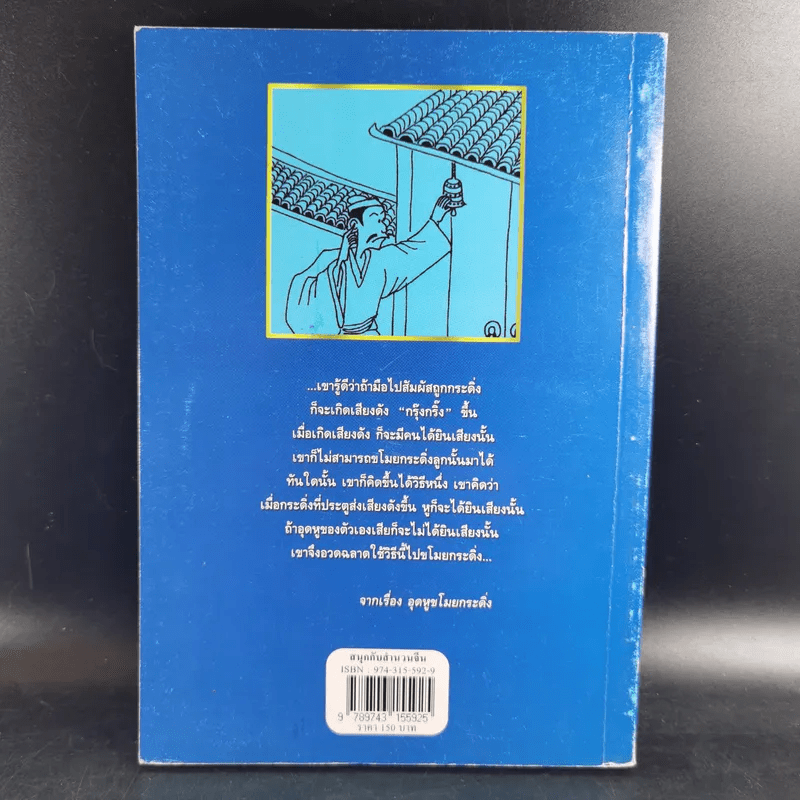 ...เขารู้ดีว่าถ้ามือไปสัมผัสถูกกระดิ่ง
ก็จะเกิดเสียงดัง “กรุ๊งกริ๊ง” ขึ้น
เมื่อเกิดเสียงดัง ก็จะมีคนได้ยินเสียงนั้น
เขาก็ไม่สามารถขโมยกระดิ่งลูกนั้นมาได้
ทันใดนั้น เขาก็คิดขึ้นได้วิธีหนึ่ง เขาคิดว่า
เมื่อกระดิ่งที่ประตูส่งเสียงดังขึ้น หูก็จะได้ยินเสียงนั้น
ถ้าอุดหูของตัวเองเสียก็จะไม่ได้ยินเสียงนั้น
เขาจึงอวดฉลาดใช้วิธีนี้ไปขโมยกระดิ่ง...
จากเรื่อง อุดหูขโมยกระดิ่ง
สนุกกับสำนวนจีน
ISBN : 974-315-592-9
9 789743 155925
ราคา 150 บาท